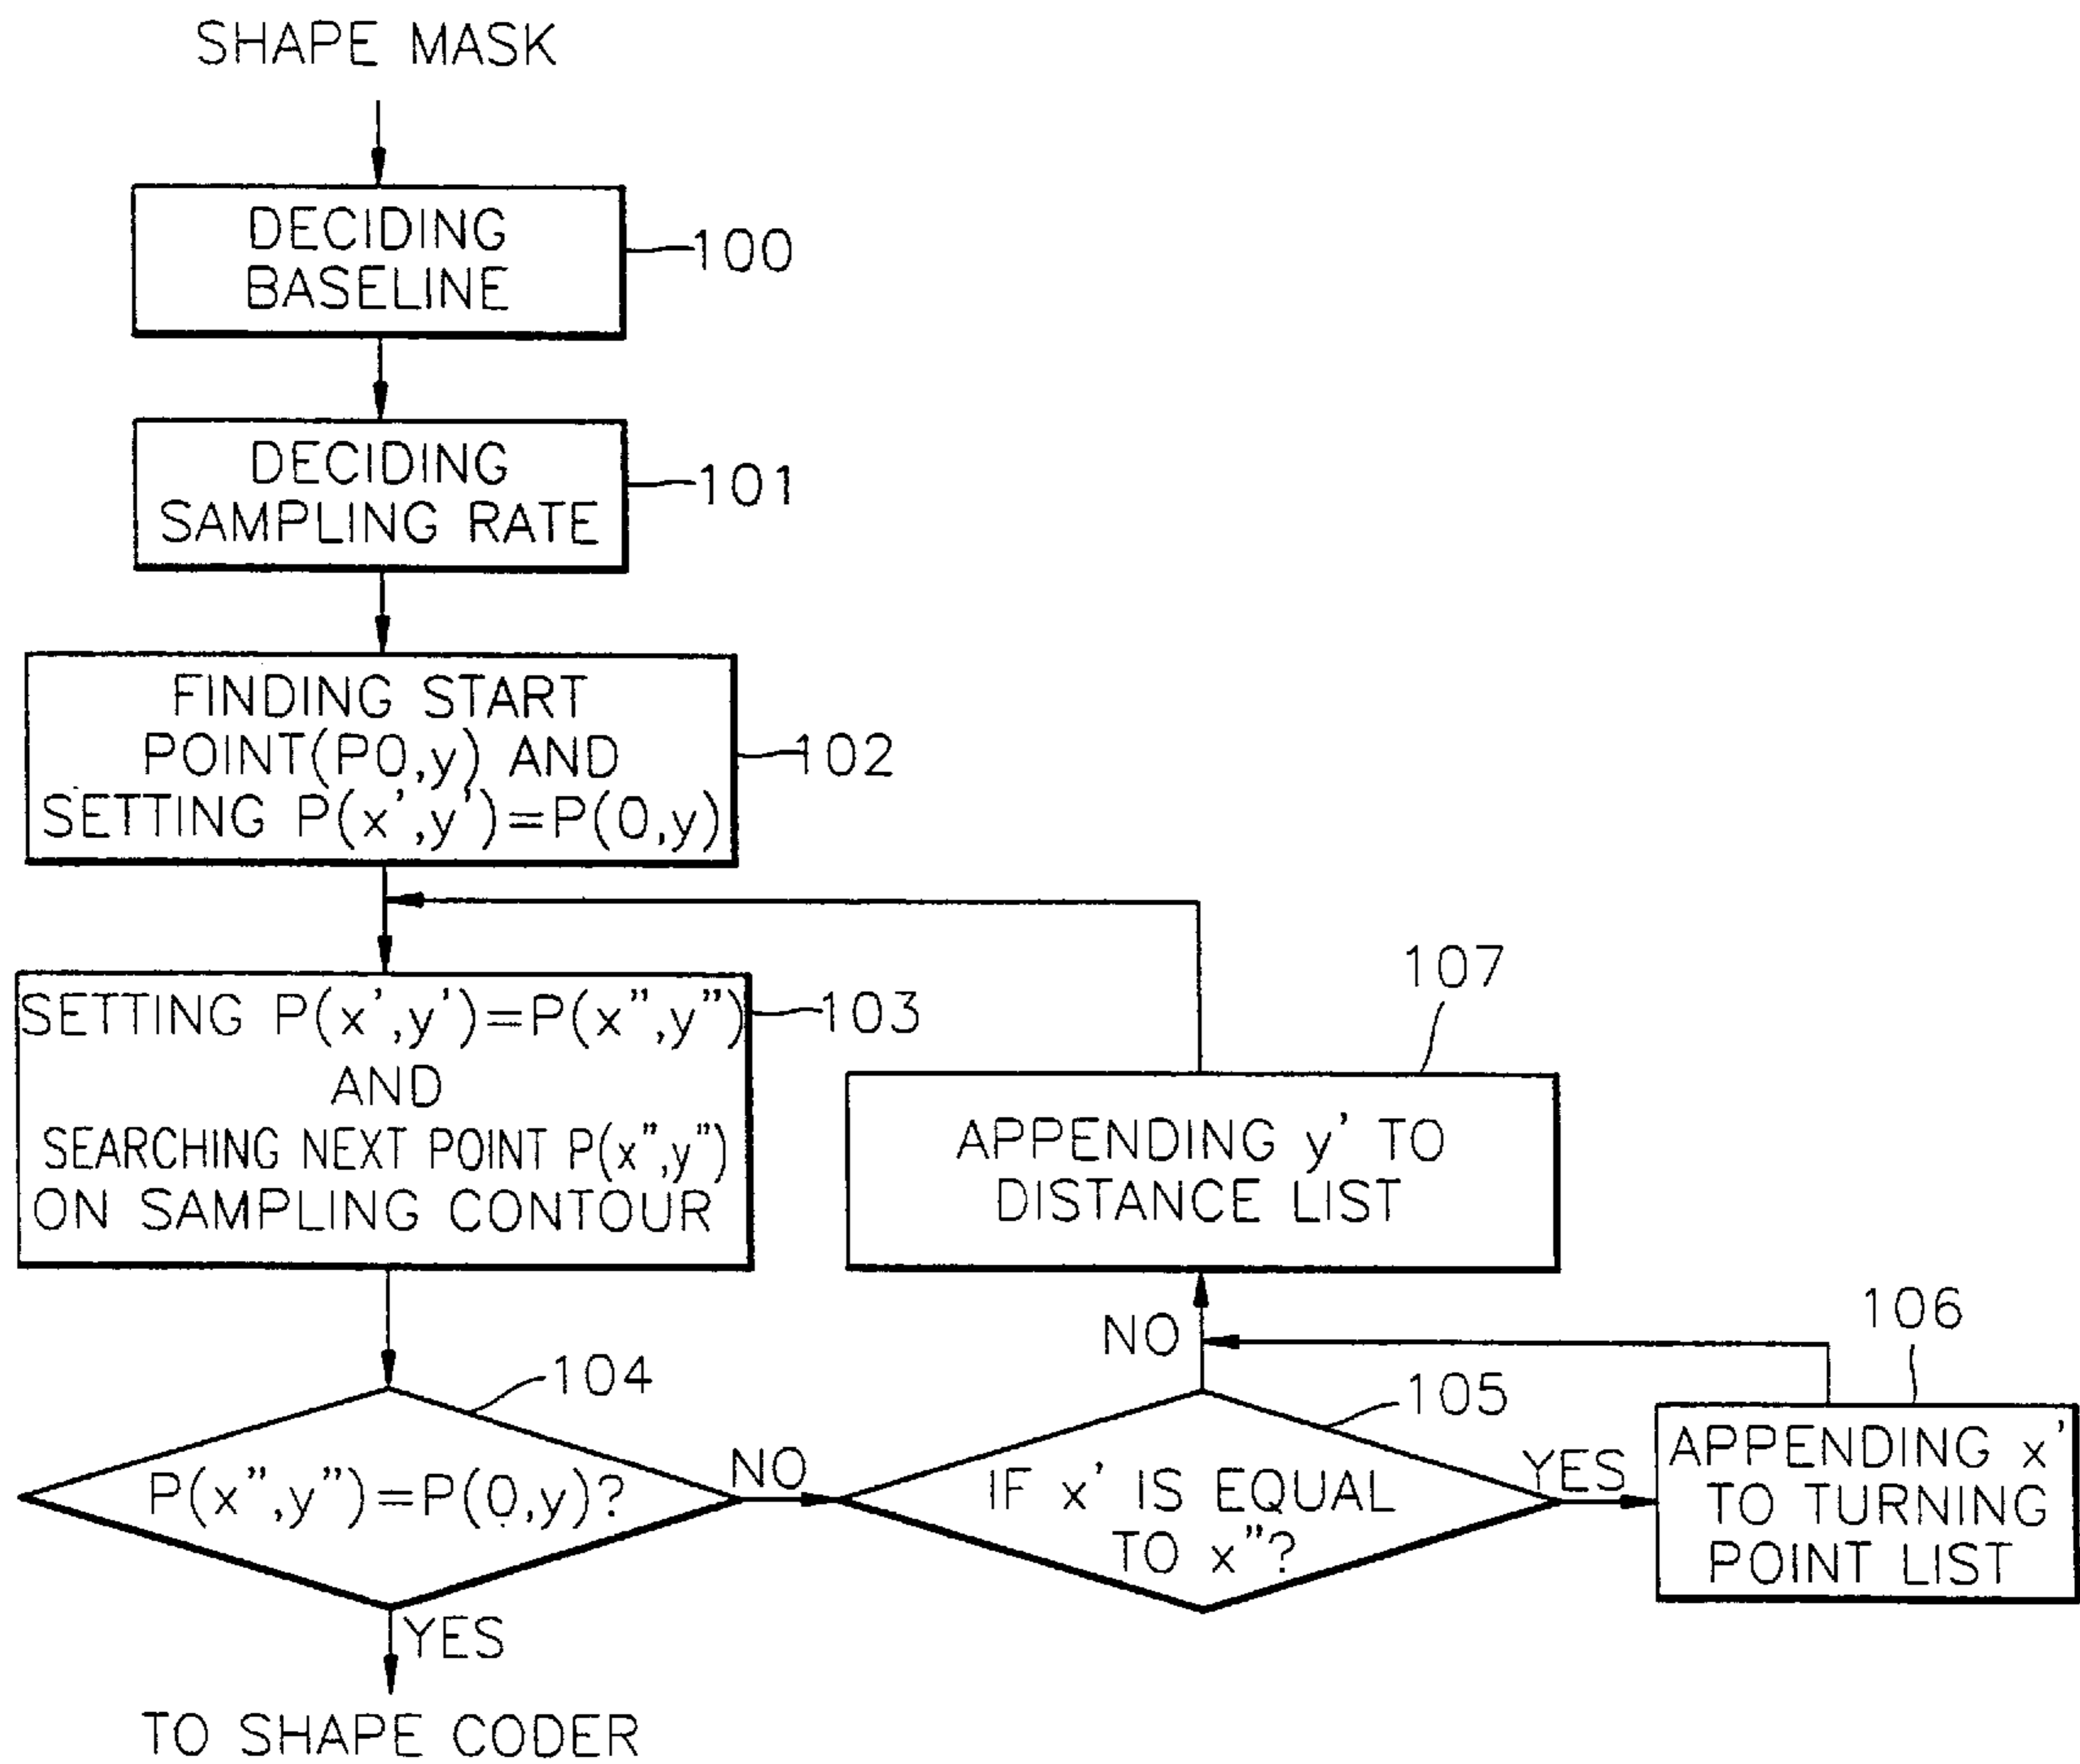 SHAPE MASK
DECIDING
BASELINE
100
DECIDING
SAMPLING RATE
101
FINDING START
POINT(P0,y) AND
SETTING P(x',y')=P(0,y)
102
SETTING P(x',y')=P(x",y")
AND
SEARCHING NEXT POINT P(x",y")
ON SAMPLING CONTOUR
103
107
APPENDING y' TO
DISTANCE LIST
104
P(x",y")=P(0,y)?
NO
YES
105
IF x' IS EQUAL
TO x"?
NO
YES
106
APPENDING x'
TO TURNING
POINT LIST
TO SHAPE CODER